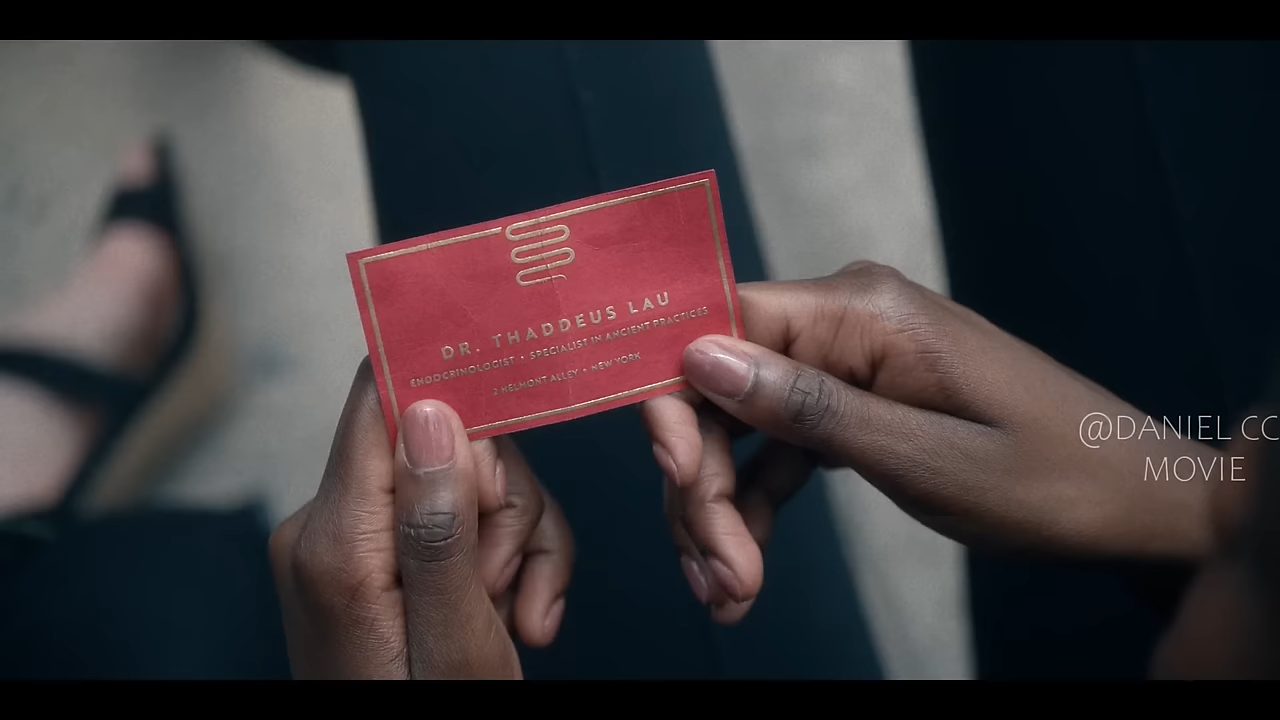 DR. THADDEUS LAU
ENDOCRINOLOGIST • SPECIALIST IN ANCIENT PRACTICES
2 HELMONT ALLEY • NEW YORK
@DANIEL CC
MOVIE